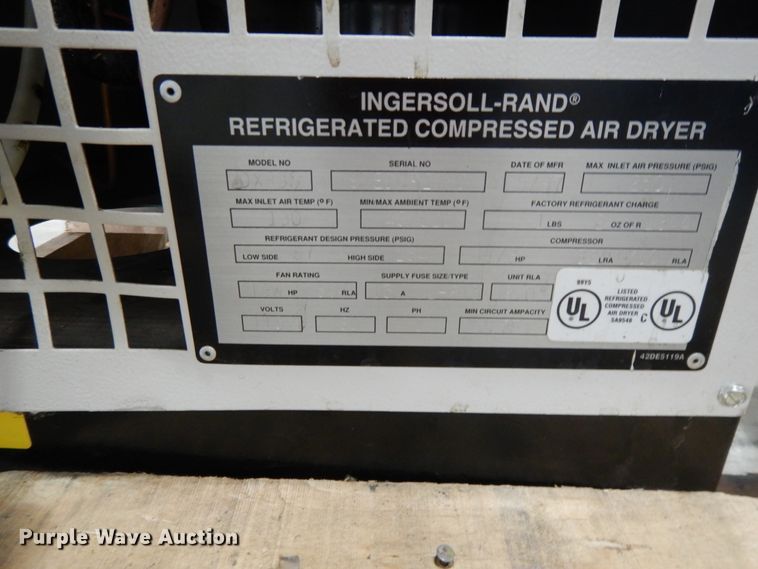 INGERSOLL-RAND®
REFRIGERATED COMPRESSED AIR DRYER
MODEL NO SERIAL NO DATE OF MFR MAX INLET AIR PRESSURE (PSIG)
MAX INLET AIR TEMP (°F) MIN/MAX AMBIENT TEMP (°F) FACTORY REFRIGERANT CHARGE
130 LBS OZ OF R
REFRIGERANT DESIGN PRESSURE (PSIG) COMPRESSOR
LOW SIDE HIGH SIDE HP LRA RLA
FAN RATING SUPPLY FUSE SIZE/TYPE UNIT RLA
HP RLA A
VOLTS HZ PH MIN CIRCUIT AMPACITY
99Y5
UL ®
LISTED
REFRIGERATED
COMPRESSED
AIR DRYER
SA9548
C UL ®
42DE5119A
Purple Wave Auction